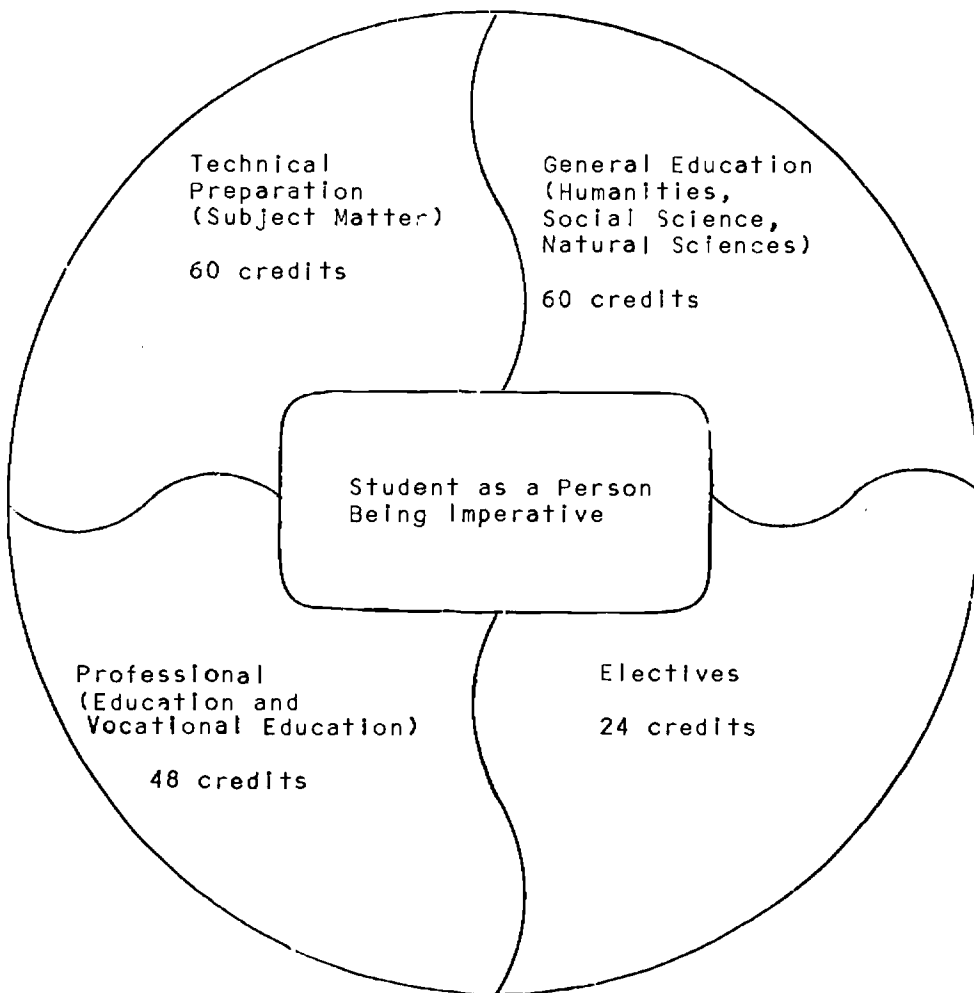 Technical
Preparation
(Subject Matter)
60 credits
General Education
(Humanities,
Social Science,
Natural Sciences)
60 credits
Student as a Person
Being Imperative
Professional
(Education and
Vocational Education)
48 credits
Electives
24 credits